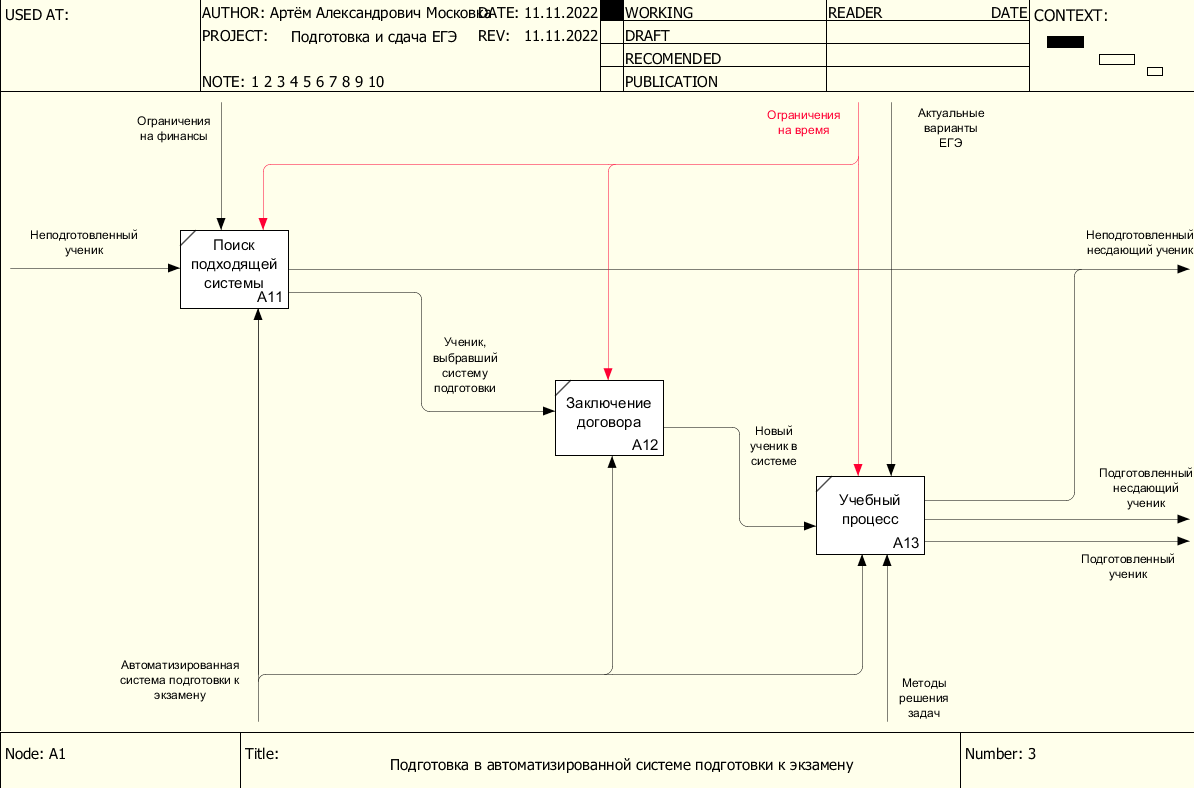 USED AT:
AUTHOR: Артём Александрович Московка
DATE: 11.11.2022
PROJECT: Подготовка и сдача ЕГЭ
REV: 11.11.2022
NOTE: 1 2 3 4 5 6 7 8 9 10
WORKING
DRAFT
RECOMENDED
PUBLICATION
READER
DATE
CONTEXT:
Ограничения
на финансы
Ограничения
на время
Актуальные
варианты
ЕГЭ
Неподготовленный
ученик
Поиск
подходящей
системы
A11
Неподготовленный
несдающий ученик
Ученик,
выбравший
систему
подготовки
Заключение
договора
A12
Новый
ученик в
системе
Учебный
процесс
A13
Подготовленный
несдающий
ученик
Подготовленный
ученик
Автоматизированная
система подготовки к
экзамену
Методы
решения
задач
Node: A1
Title:
Подготовка в автоматизированной системе подготовки к экзамену
Number: 3